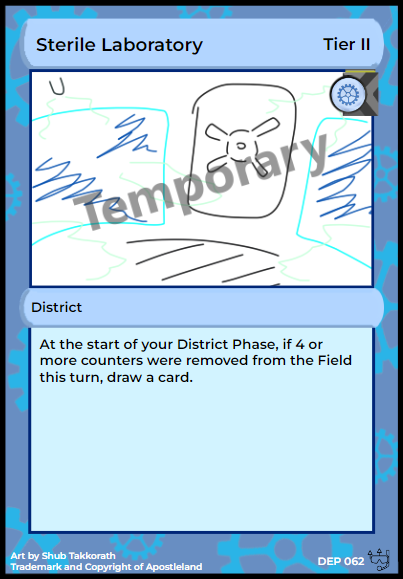 Sterile Laboratory
Tier II
Temporary
District
At the start of your District Phase, if 4 or
more counters were removed from the Field
this turn, draw a card.
Art by Shub Takkorath
Trademark and Copyright of Apostleland
DEP 062